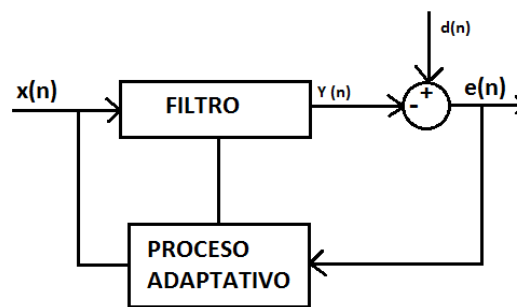 d(n)
x(n)
FILTRO
Y (n)
+
-
e(n)
PROCESO
ADAPTATIVO